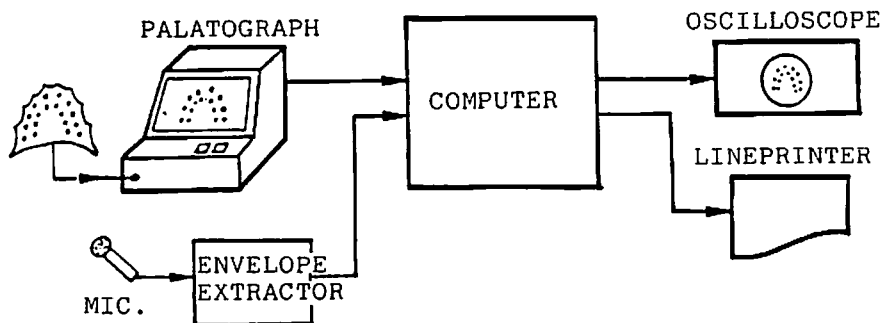 PALATOGRAPH
OSCILLOSCOPE
COMPUTER
LINEPRINTER
MIC.
ENVELOPE
EXTRACTOR